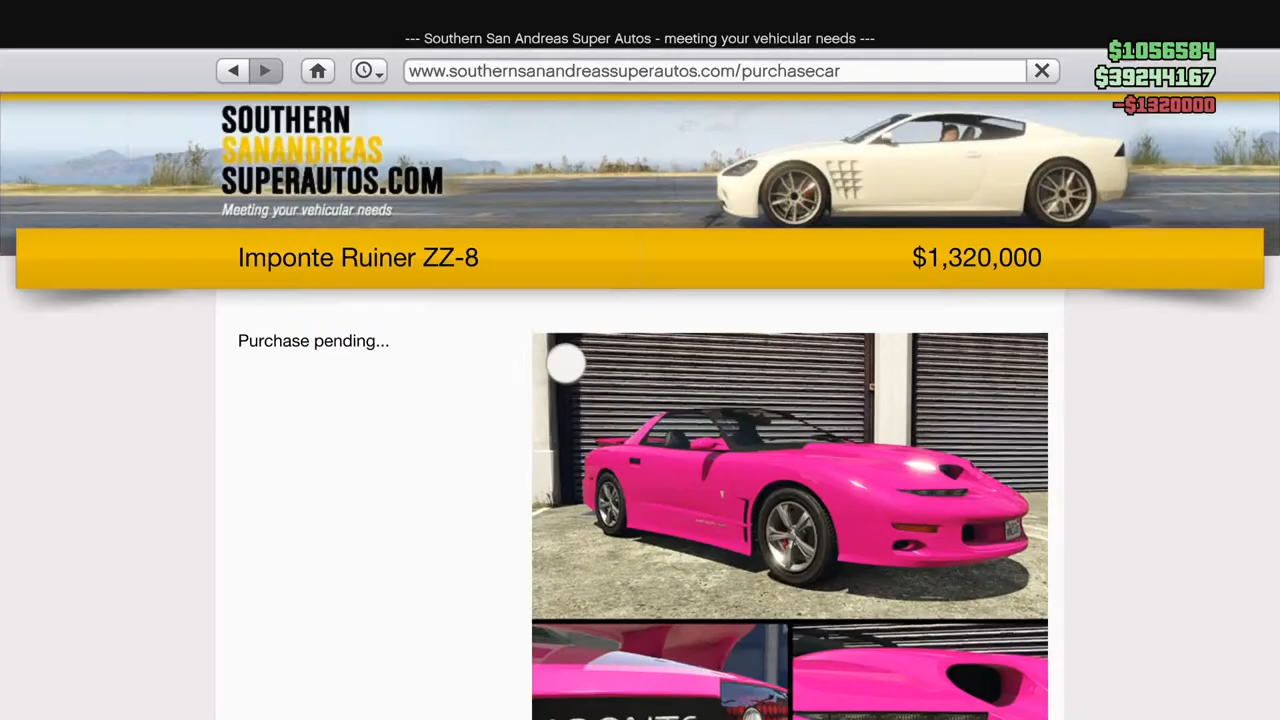 --- Southern San Andreas Super Autos - meeting your vehicular needs ---
$1056584
www.southernsanandreassuperautos.com/purchasecar
$39244167
-$1320000
SOUTHERN
SANANDREAS
SUPERAUTOS.COM
Meeting your vehicular needs
Imponte Ruiner ZZ-8
$1,320,000
Purchase pending...